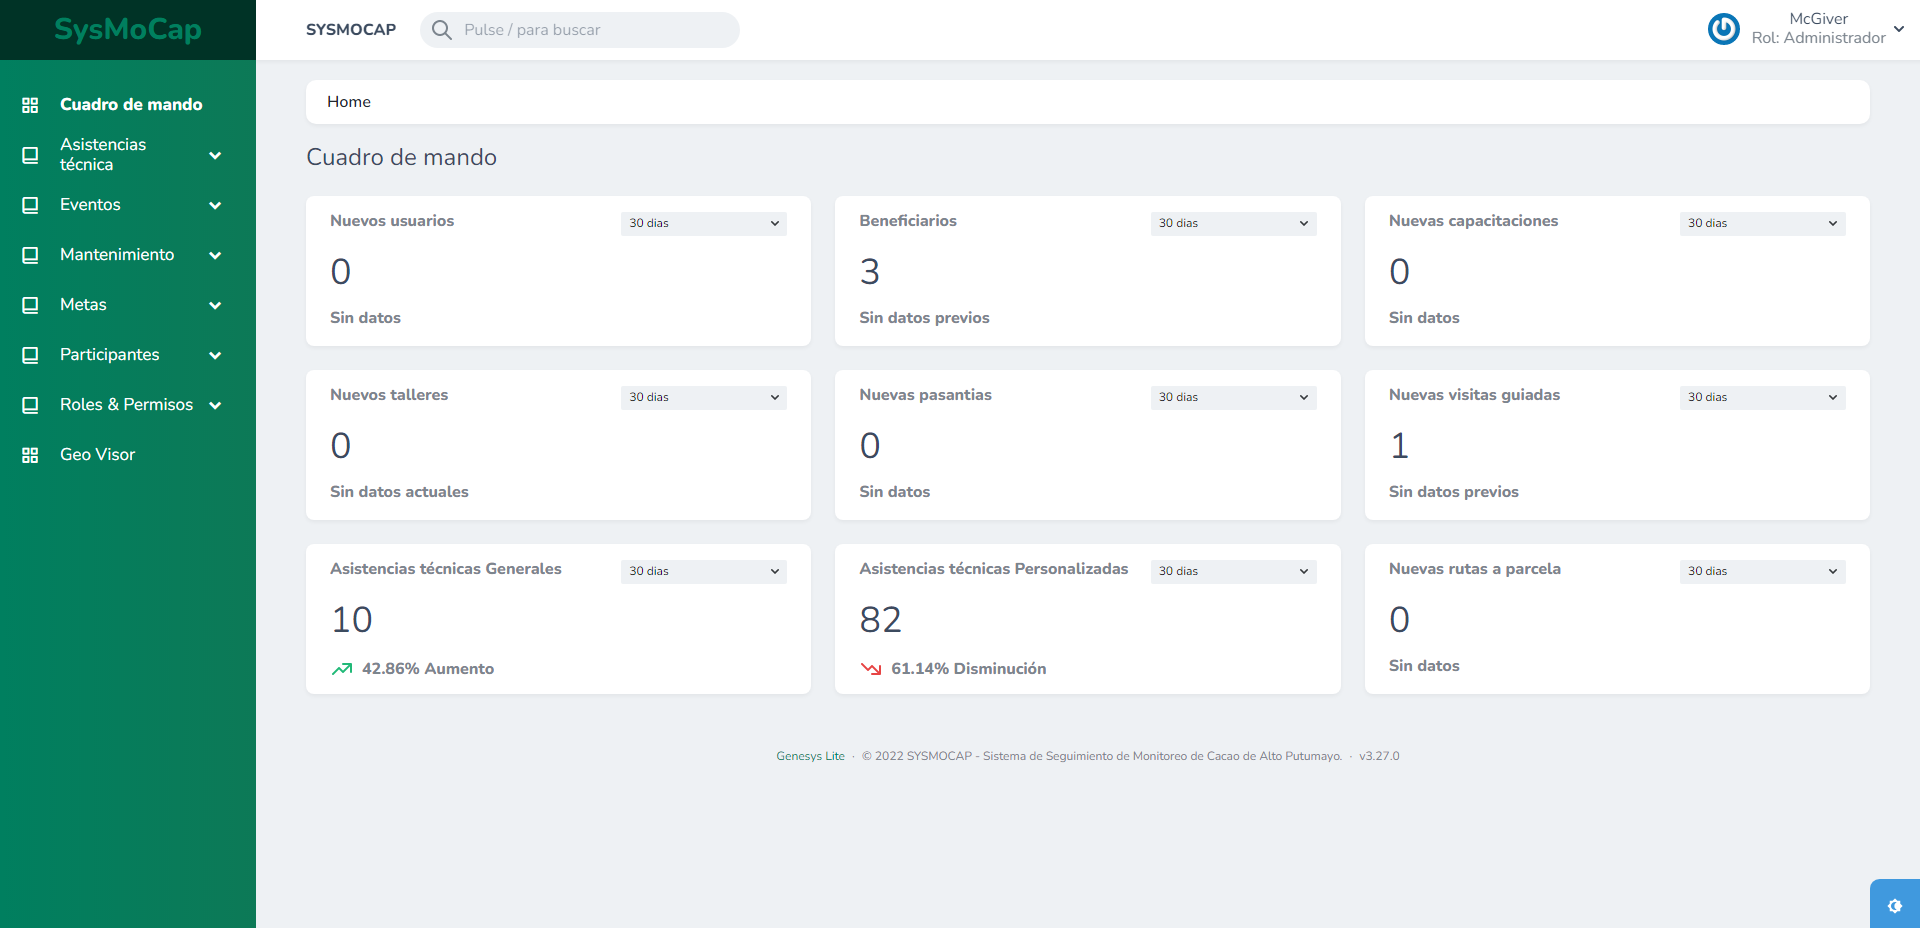 SysMoCap
SYSMOCAP
Pulse / para buscar
McGiver
Rol: Administrador
Cuadro de mando
Asistencias
técnica
Eventos
Mantenimiento
Metas
Participantes
Roles & Permisos
Geo Visor
Home
Cuadro de mando
Nuevos usuarios
30 dias
0
Sin datos
Beneficiarios
30 dias
3
Sin datos previos
Nuevas capacitaciones
30 dias
0
Sin datos
Nuevos talleres
30 dias
0
Sin datos actuales
Nuevas pasantias
30 dias
0
Sin datos
Nuevas visitas guiadas
30 dias
1
Sin datos previos
Asistencias técnicas Generales
30 dias
10
42.86% Aumento
Asistencias técnicas Personalizadas
30 dias
82
61.14% Disminución
Nuevas rutas a parcela
30 dias
0
Sin datos
Genesys Lite · © 2022 SYSMOCAP - Sistema de Seguimiento de Monitoreo de Cacao de Alto Putumayo. · v3.27.0